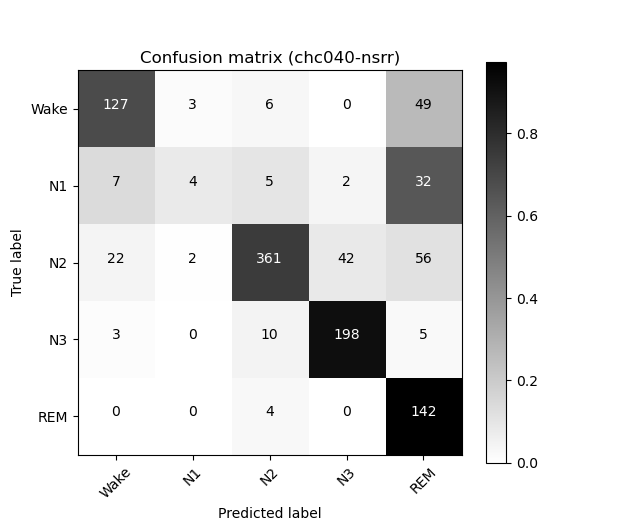 Confusion matrix (chc040-nsrr)
Wake 127 3 6 0 49
N1 7 4 5 2 32
N2 22 2 361 42 56
N3 3 0 10 198 5
REM 0 0 4 0 142
Wake N1 N2 N3 REM
Predicted label
True label
0.8
0.6
0.4
0.2
0.0